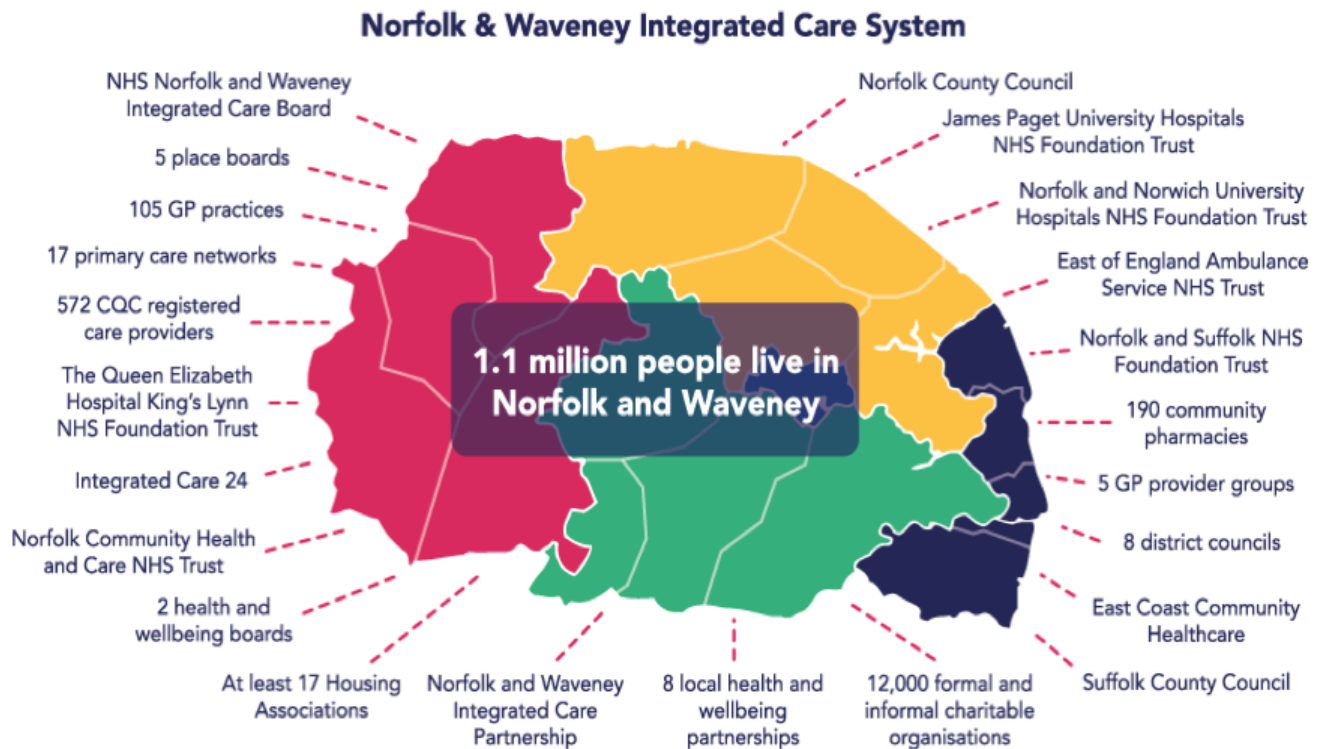 Norfolk & Waveney Integrated Care System
NHS Norfolk and Waveney
Integrated Care Board
5 place boards
105 GP practices
17 primary care networks
572 CQC registered
care providers
The Queen Elizabeth
Hospital King's Lynn
NHS Foundation Trust
Integrated Care 24
Norfolk Community Health
and Care NHS Trust
2 health and
wellbeing boards
At least 17 Housing
Associations
Norfolk and Waveney
Integrated Care
Partnership
8 local health and
wellbeing
partnerships
12,000 formal and
informal charitable
organisations
Norfolk County Council
James Paget University Hospitals
NHS Foundation Trust
Norfolk and Norwich University
Hospitals NHS Foundation Trust
East of England Ambulance
Service NHS Trust
Norfolk and Suffolk NHS
Foundation Trust
190 community
pharmacies
5 GP provider groups
8 district councils
East Coast Community
Healthcare
Suffolk County Council
1.1 million people live in
Norfolk and Waveney